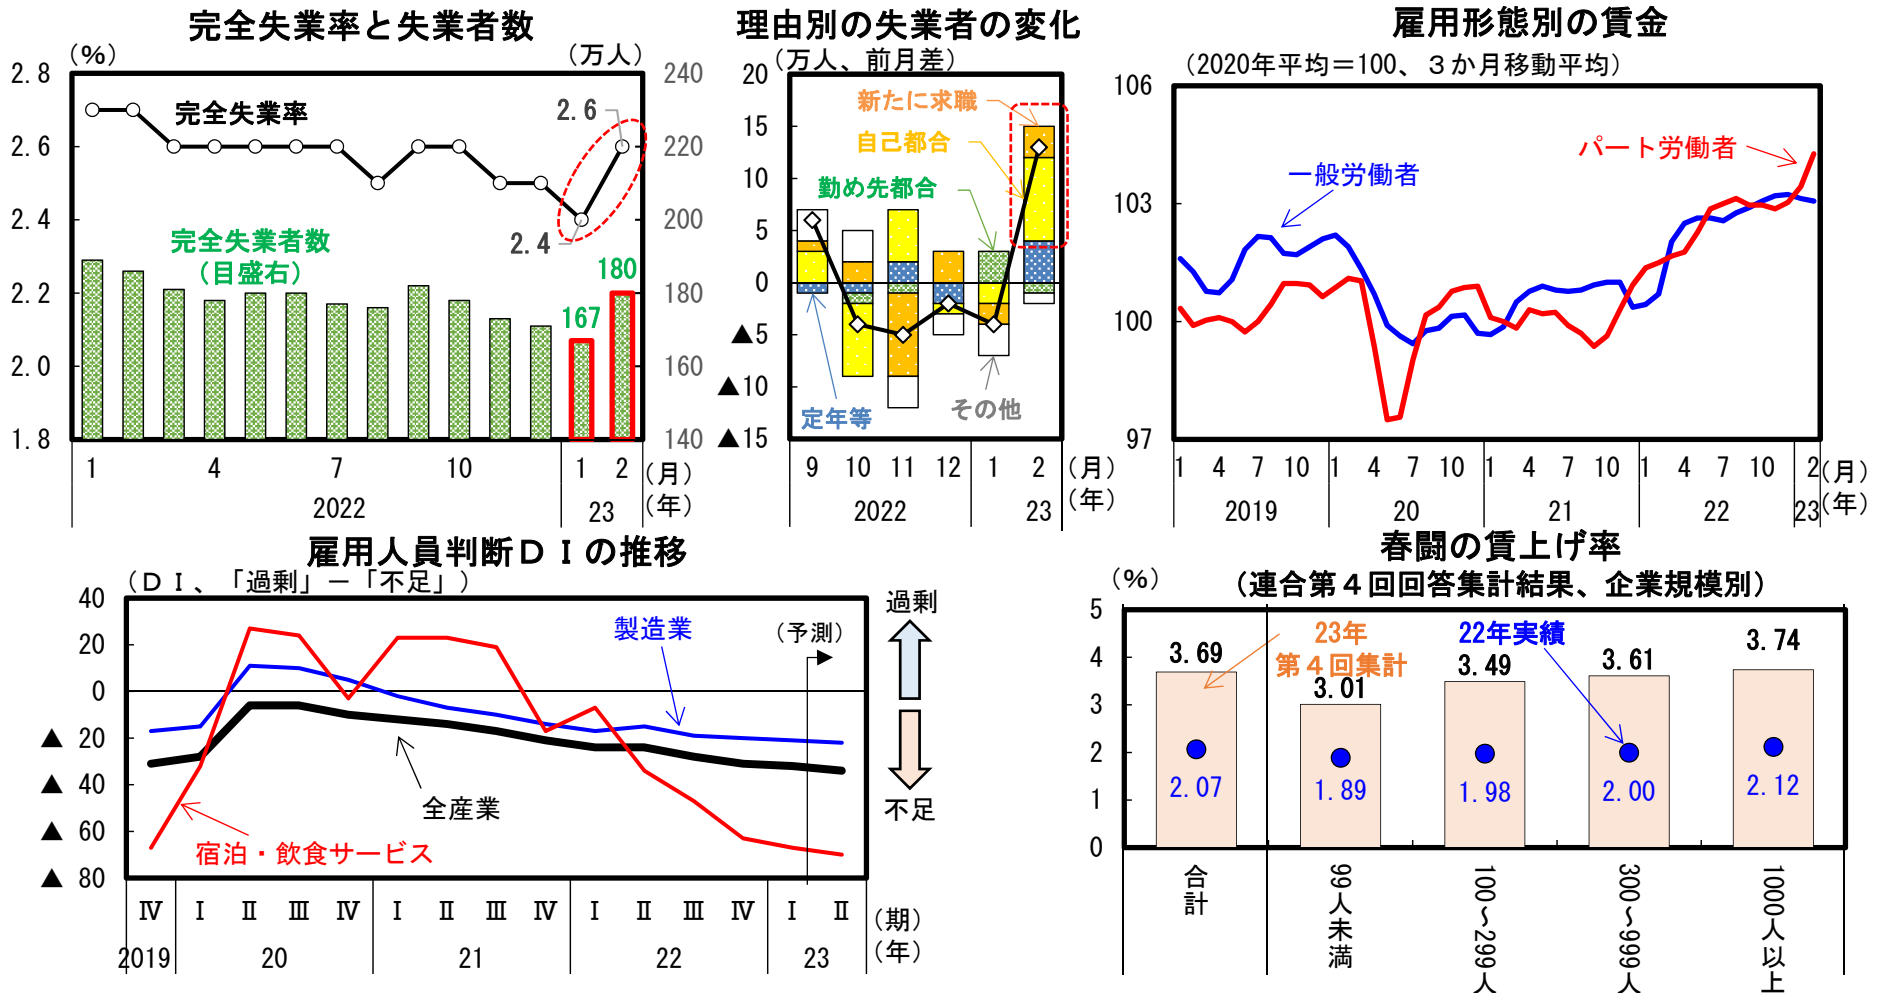 完全失業率と失業者数
(%)
(万人)
2.8
2.6
2.4
2.2
2.0
1.8
240
220
200
180
160
140
完全失業率
2.6
2.4
完全失業者数
(目盛右)
167
180
1 4 7 10 1 2 (月)
2022 23 (年)
理由別の失業者の変化
(万人、前月差)
20
15
10
5
0
▲5
▲10
▲15
新たに求職
自己都合
勤め先都合
定年等
その他
9 10 11 12 1 2 (月)
2022 23 (年)
雇用形態別の賃金
(2020年平均=100、3か月移動平均)
106
103
100
97
一般労働者
パート労働者
1 4 7 10 1 4 7 10 1 4 7 10 1 4 7 10 2 (月)
2019 20 21 22 23 (年)
雇用人員判断DIの推移
(DI、「過剰」-「不足」)
40
20
0
▲ 20
▲ 40
▲ 60
▲ 80
製造業
(予測)
全産業
宿泊・飲食サービス
過剰
不足
Ⅳ Ⅰ Ⅱ Ⅲ Ⅳ Ⅰ Ⅱ Ⅲ Ⅳ Ⅰ Ⅱ Ⅲ Ⅳ Ⅰ Ⅱ (期)
2019 20 21 22 23 (年)
春闘の賃上げ率
(連合第4回回答集計結果、企業規模別)
(%)
5
4
3
2
1
0
23年
第4回集計
22年実績
3.69
3.01
3.49
3.61
3.74
2.07
1.89
1.98
2.00
2.12
合計
99人未満
100~299人
300~999人
1000人以上